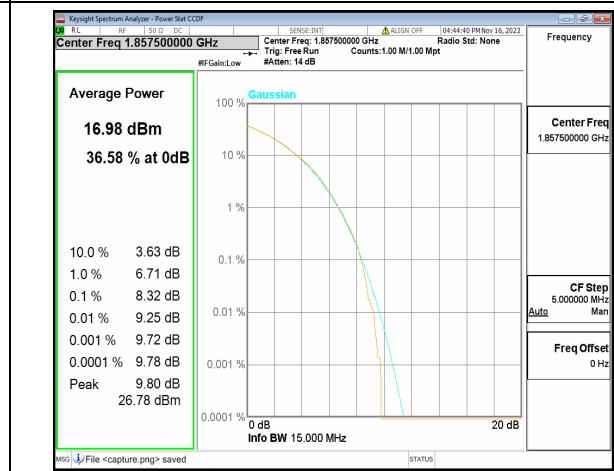 Keysight Spectrum Analyzer - Power Stat CCDF
RL RF 50 Ω DC SENSE:INT ALIGN OFF 04:44:40 PM Nov 16, 2023
Center Freq 1.857500000 GHz
Center Freq: 1.857500000 GHz Radio Std: None
Trig: Free Run Counts:1.00 M/1.00 Mpt
#IFGain:Low #Atten: 14 dB
Frequency
Average Power
16.98 dBm
36.58 % at 0dB
10.0 % 3.63 dB
1.0 % 6.71 dB
0.1 % 8.32 dB
0.01 % 9.25 dB
0.001 % 9.72 dB
0.0001 % 9.78 dB
Peak 9.80 dB
26.78 dBm
Gaussian
100 %
10 %
1 %
0.1 %
0.01 %
0.001 %
0.0001 %
0 dB 20 dB
Info BW 15.000 MHz
Center Freq
1.857500000 GHz
CF Step
5.000000 MHz
Auto Man
Freq Offset
0 Hz
MSG File <capture.png> saved STATUS